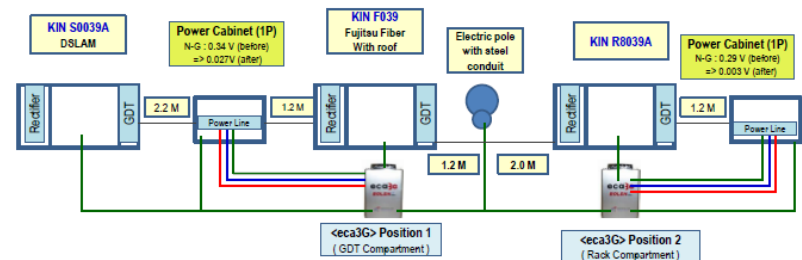 KIN S0039A
DSLAM
Power Cabinet (1P)
N-G : 0.34 V (before)
=> 0.027V (after)
KIN F039
Fujitsu Fiber
With roof
Electric pole
with steel
conduit
KIN R8039A
Power Cabinet (1P)
N-G : 0.29 V (before)
=> 0.003 V (after)
Rectifier
GDT
2.2 M
Power Line
1.2 M
Rectifier
GDT
Rectifier
GDT
1.2 M
Power Line
1.2 M
2.0 M
eca3G
eca3G
<eca3G> Position 1
( GDT Compartment )
<eca3G> Position 2
( Rack Compartment )